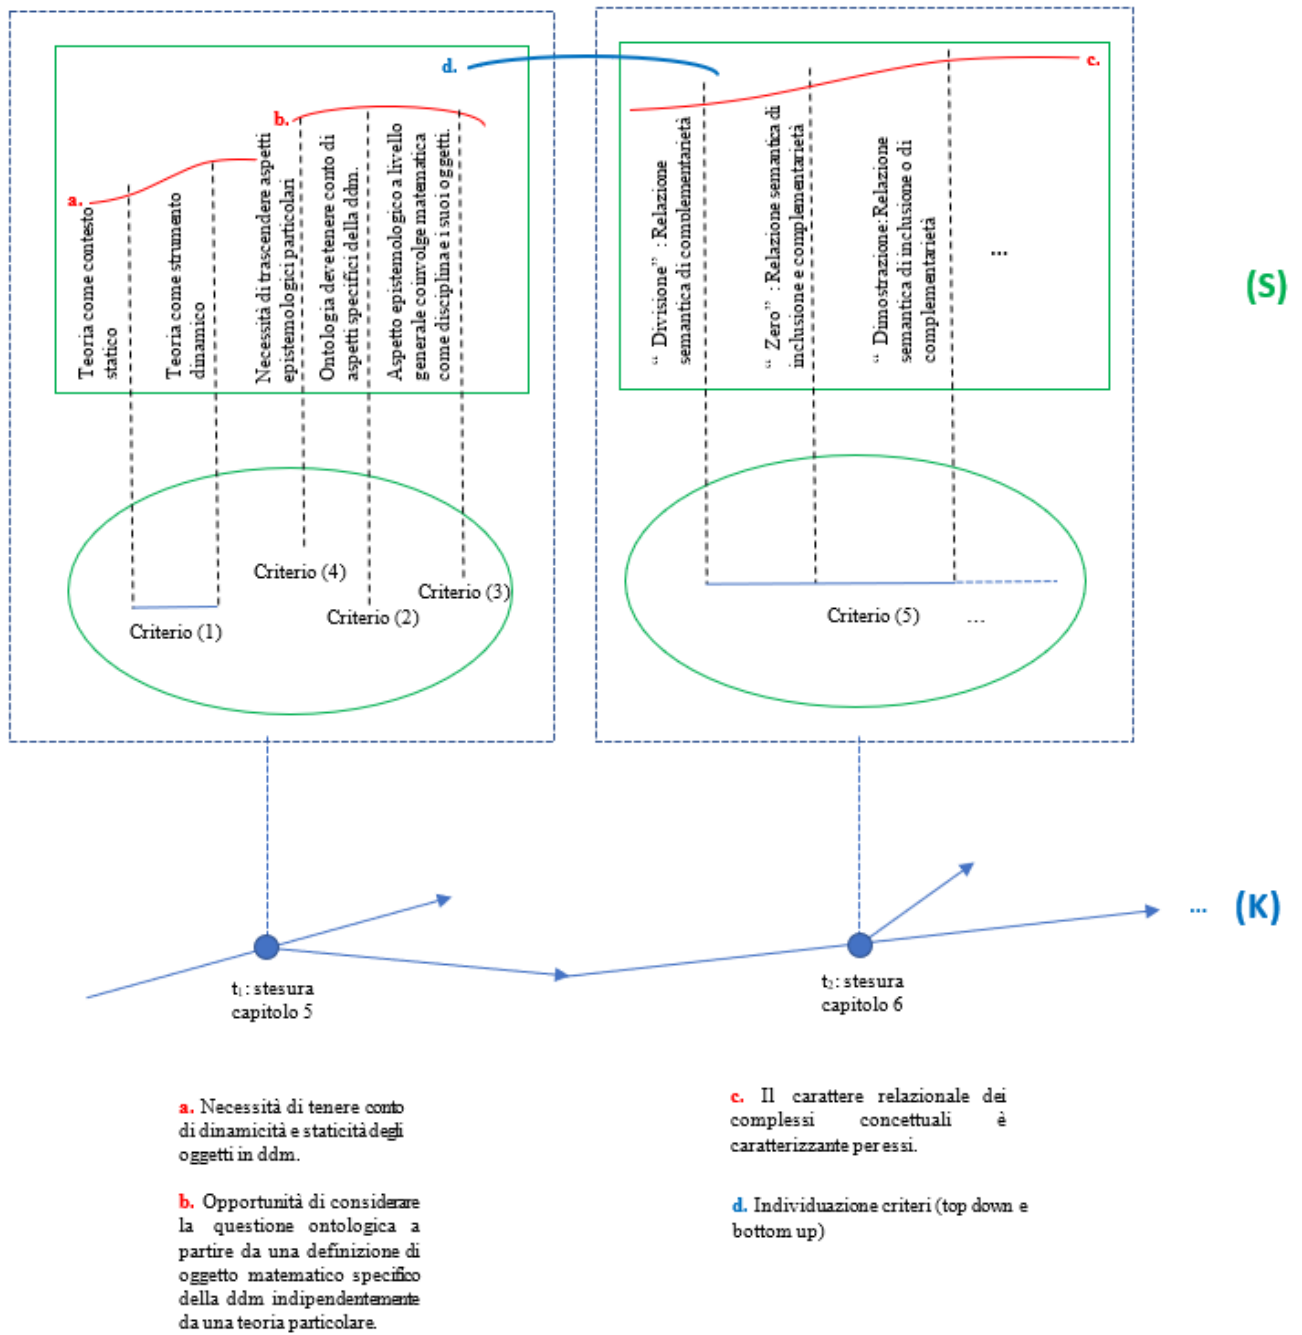 d.
c.
b.
a.
Teoria come contesto
statico
Teoria come strumento
dinamico
Necessità di trascendere aspetti
epistemologici particolari
Ontologia deve tenere conto di
aspetti specifici della ddm.
Aspetto epistemologico a livello
generale coinvolge matematica
come disciplina e i suoi oggetti.
“ Divisione” : Relazione
semantica di complementarietà
“ Zero” : Relazione semantica di
inclusione e complementarietà
“ Dimostrazione: Relazione
semantica di inclusione o di
complementarietà
...
(S)
Criterio (4)
Criterio (3)
Criterio (2)
Criterio (1)
Criterio (5)
...
... (K)
t₁: stesura
capitolo 5
t₂: stesura
capitolo 6
a. Necessità di tenere conto
di dinamicità e staticità degli
oggetti in ddm.
b. Opportunità di considerare
la questione ontologica a
partire da una definizione di
oggetto matematico specifico
della ddm indipendentemente
da una teoria particolare.
c. Il carattere relazionale dei
complessi concettuali è
caratterizzante per essi.
d. Individuazione criteri (top down e
bottom up)